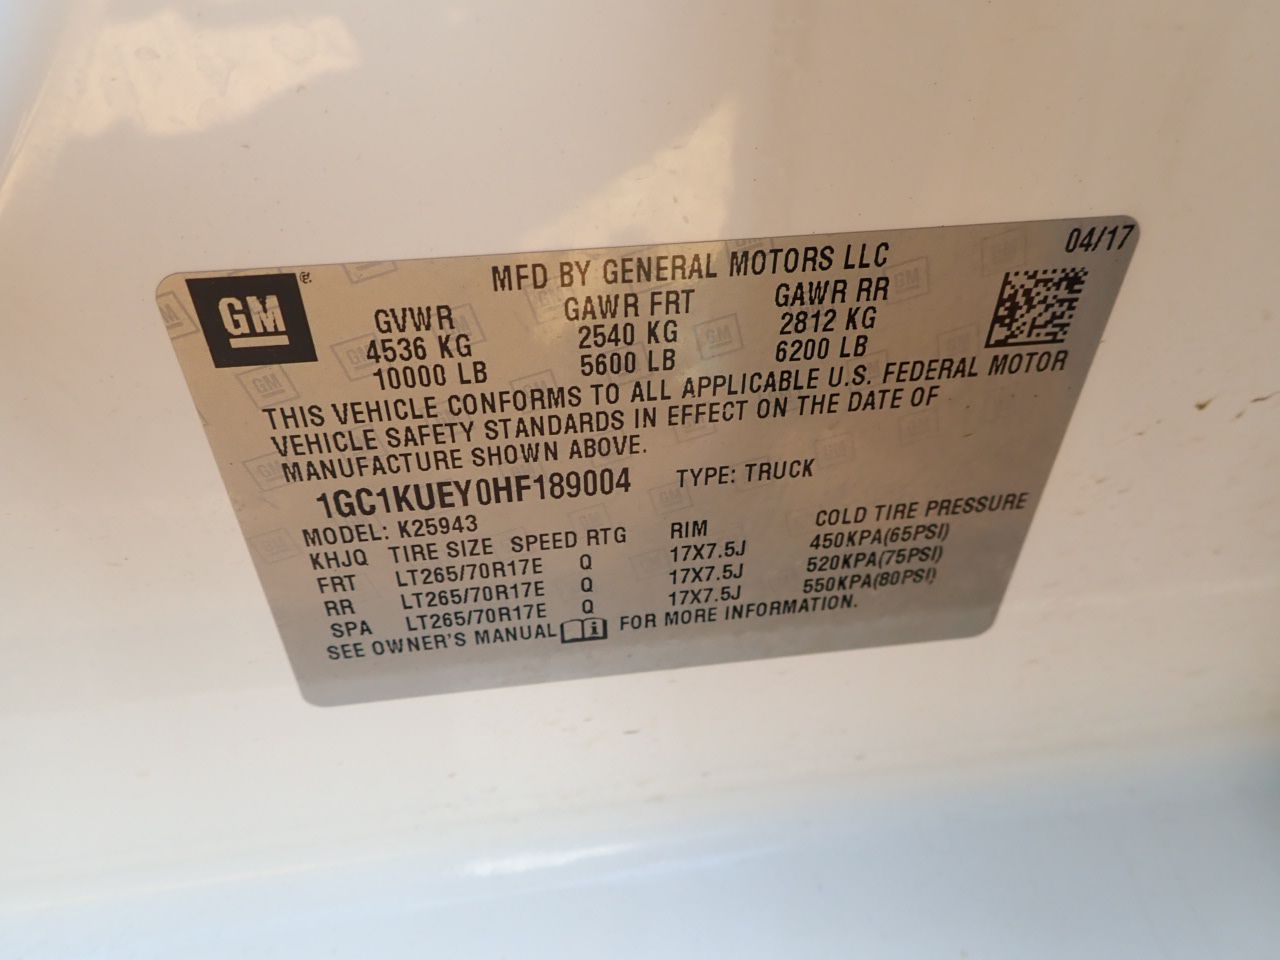 04/17
GM ® MFD BY GENERAL MOTORS LLC
GVWR GAWR FRT GAWR RR
4536 KG 2540 KG 2812 KG
10000 LB 5600 LB 6200 LB
THIS VEHICLE CONFORMS TO ALL APPLICABLE U.S. FEDERAL MOTOR
VEHICLE SAFETY STANDARDS IN EFFECT ON THE DATE OF
MANUFACTURE SHOWN ABOVE.
1GC1KUEY0HF189004 TYPE: TRUCK
MODEL: K25943
KHJQ TIRE SIZE SPEED RTG RIM COLD TIRE PRESSURE
FRT LT265/70R17E Q 17X7.5J 450KPA(65PSI)
RR LT265/70R17E Q 17X7.5J 520KPA(75PSI)
SPA LT265/70R17E Q 17X7.5J 550KPA(80PSI)
SEE OWNER'S MANUAL FOR MORE INFORMATION.